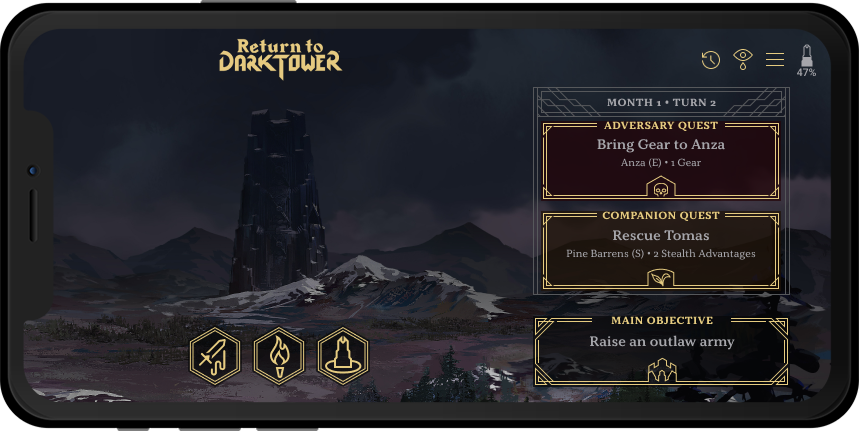 Return to
DARKTOWER
47%
MONTH 1 • TURN 2
ADVERSARY QUEST
Bring Gear to Anza
Anza (E) • 1 Gear
COMPANION QUEST
Rescue Tomas
Pine Barrens (S) • 2 Stealth Advantages
MAIN OBJECTIVE
Raise an outlaw army